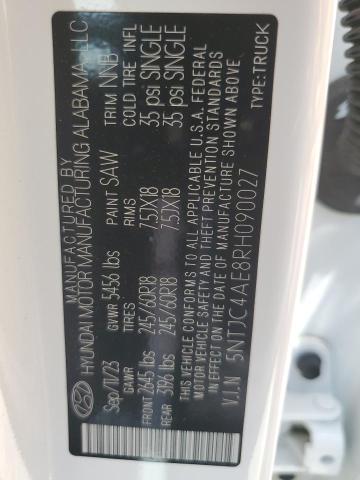 MANUFACTURED BY
HYUNDAI MOTOR MANUFACTURING ALABAMA, LLC
Sep/11/23 GVWR 5456 lbs PAINT SAW TRIM NNB
GAWR TIRES RIMS COLD TIRE INFL
FRONT 2645 lbs 245/60R18 7.5JX18 35 psi SINGLE
REAR 3196 lbs 245/60R18 7.5JX18 35 psi SINGLE
THIS VEHICLE CONFORMS TO ALL APPLICABLE U.S.A. FEDERAL
MOTOR VEHICLE SAFETY AND THEFT PREVENTION STANDARDS
IN EFFECT ON THE DATE OF MANUFACTURE SHOWN ABOVE
V.I.N 5NTJC4AE8RH090027 TYPE:TRUCK